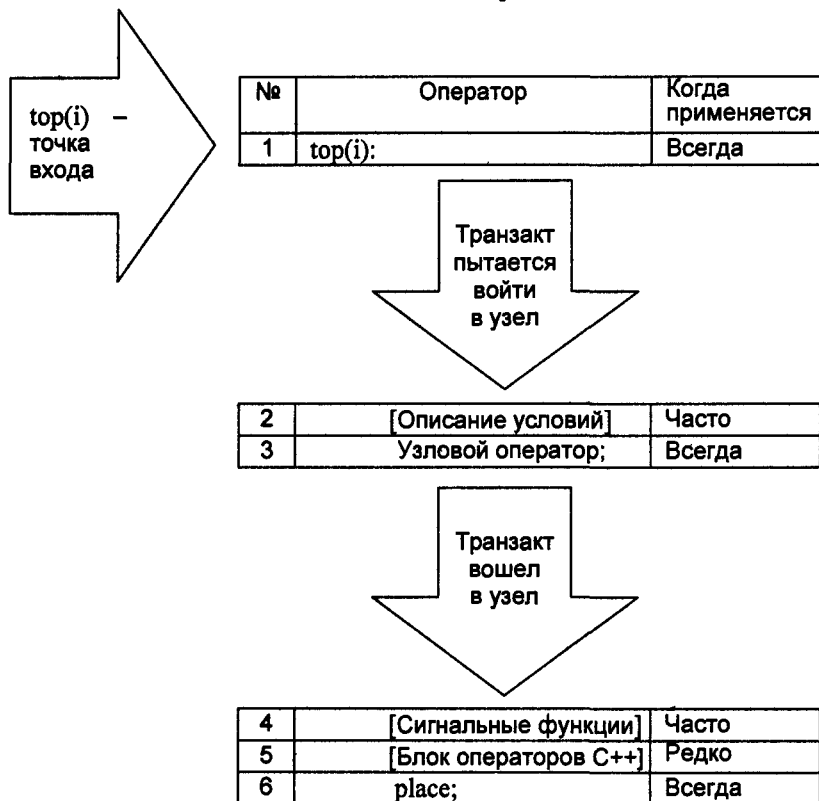 top(i) –
точка
входа
№ Оператор Когда
применяется
1 top(i): Всегда
Транзакт
пытается
войти
в узел
2 [Описание условий] Часто
3 Узловой оператор; Всегда
Транзакт
вошел
в узел
4 [Сигнальные функции] Часто
5 [Блок операторов C++] Редко
6 place; Всегда